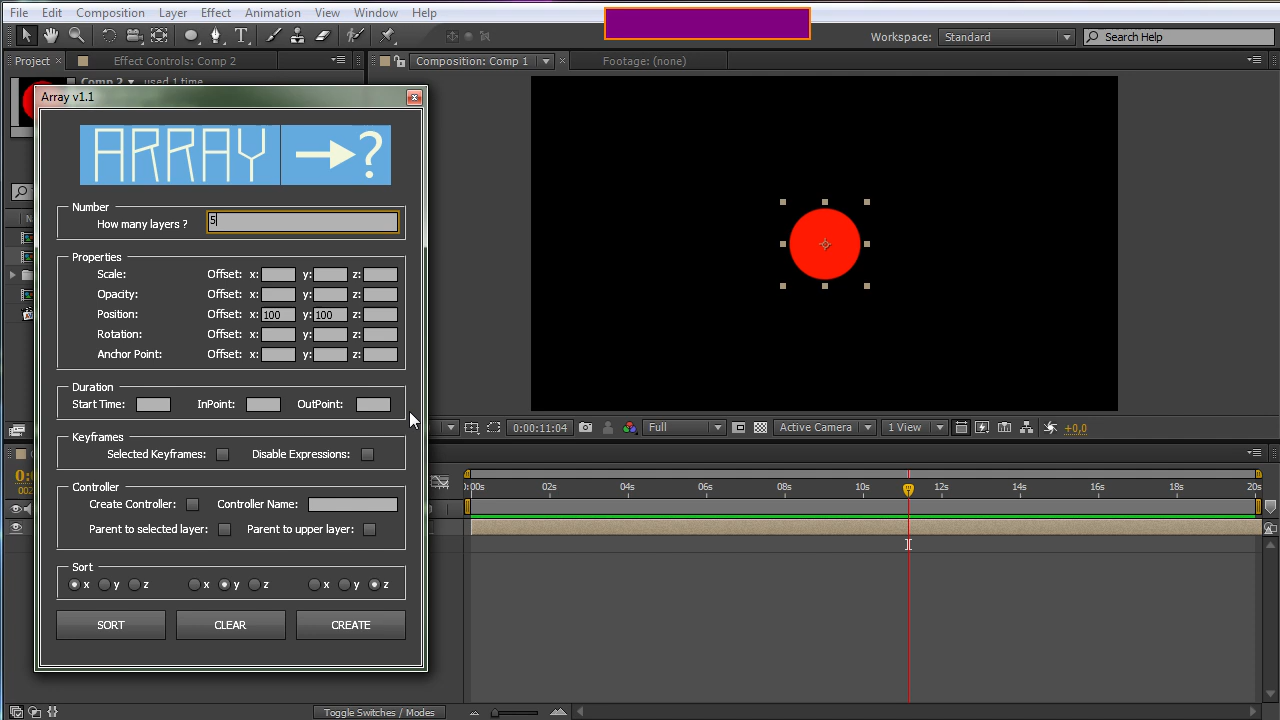 File Edit Composition Layer Effect Animation View Window Help
Workspace: Standard Search Help
Project Effect Controls: Comp 2 Composition: Comp 1 Footage: (none)
Comp 2 used 1 time
Array v1.1
ARRAY ?
Number
How many layers ? 5
Properties
Scale: Offset: x: y: z:
Opacity: Offset: x: y: z:
Position: Offset: x: 100 y: 100 z:
Rotation: Offset: x: y: z:
Anchor Point: Offset: x: y: z:
Duration
Start Time: InPoint: OutPoint:
0:00:11:04 Full Active Camera 1 View +0,0
Keyframes
Selected Keyframes: Disable Expressions:
Controller
:00s 02s 04s 06s 08s 10s 12s 14s 16s 18s 20s
Create Controller: Controller Name:
Parent to selected layer: Parent to upper layer:
Sort
x y z x y z x y z
SORT CLEAR CREATE
Toggle Switches / Modes